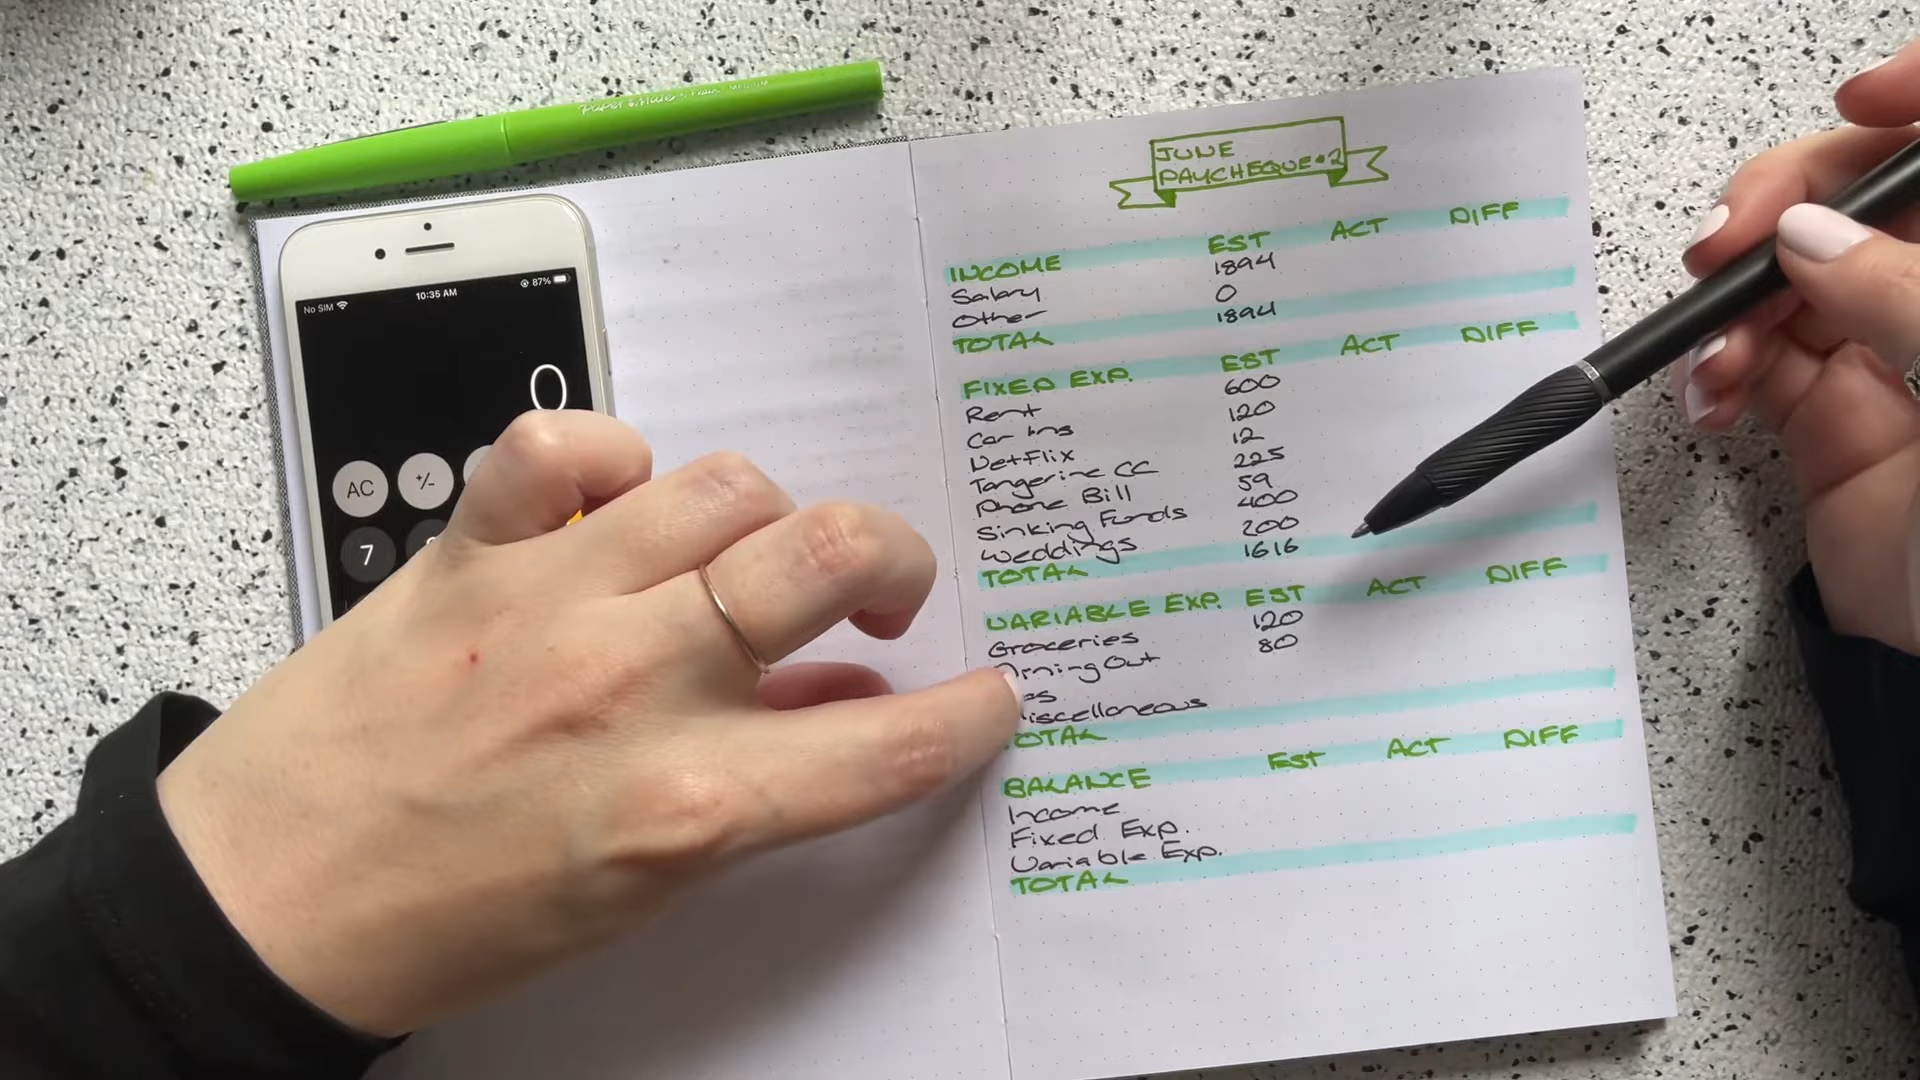 No SIM 10:35 AM 87%
0
AC +/-
7
JUNE
PAYCHEQUE #2
INCOME EST ACT DIFF
Salary 1894
Other 0
TOTAL 1894
FIXED EXP. EST ACT DIFF
Rent 600
Car Ins 120
Netflix 12
Tangerine CC 225
Phone Bill 59
Sinking Funds 400
Weddings 200
TOTAL 1616
VARIABLE EXP. EST ACT DIFF
Groceries 120
Out 80
TOTAL
BALANCE EST ACT DIFF
Income
Fixed Exp.
Variable Exp.
TOTAL